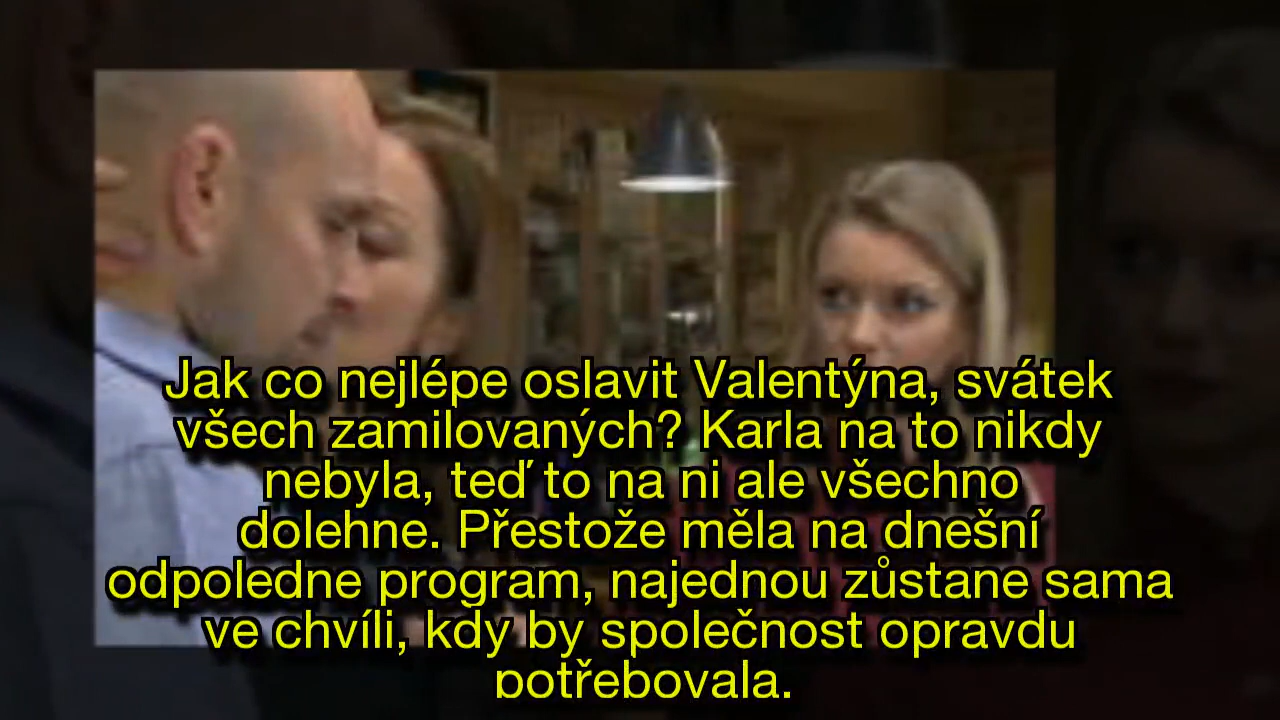 Jak co nejlépe oslavit Valentýna, svátek
všech zamilovaných? Karla na to nikdy
nebyla, teď to na ni ale všechno
dolehne. Přestože měla na dnešní
odpoledne program, najednou zůstane sama
ve chvíli, kdy by společnost opravdu
potřebovala.